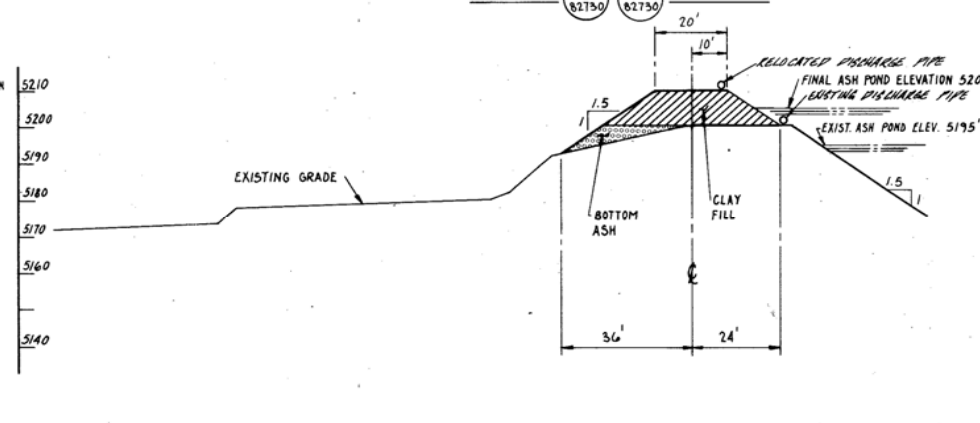 82730 82730
20'
10'
RELOCATED DISCHARGE PIPE
FINAL ASH POND ELEVATION 520
EXISTING DISCHARGE PIPE
EXIST. ASH POND ELEV. 5195'
5210
5200
5190
5180
5170
5160
5140
1.5
1
EXISTING GRADE
BOTTOM
ASH
CLAY
FILL
1.5
1
℄
36'
24'